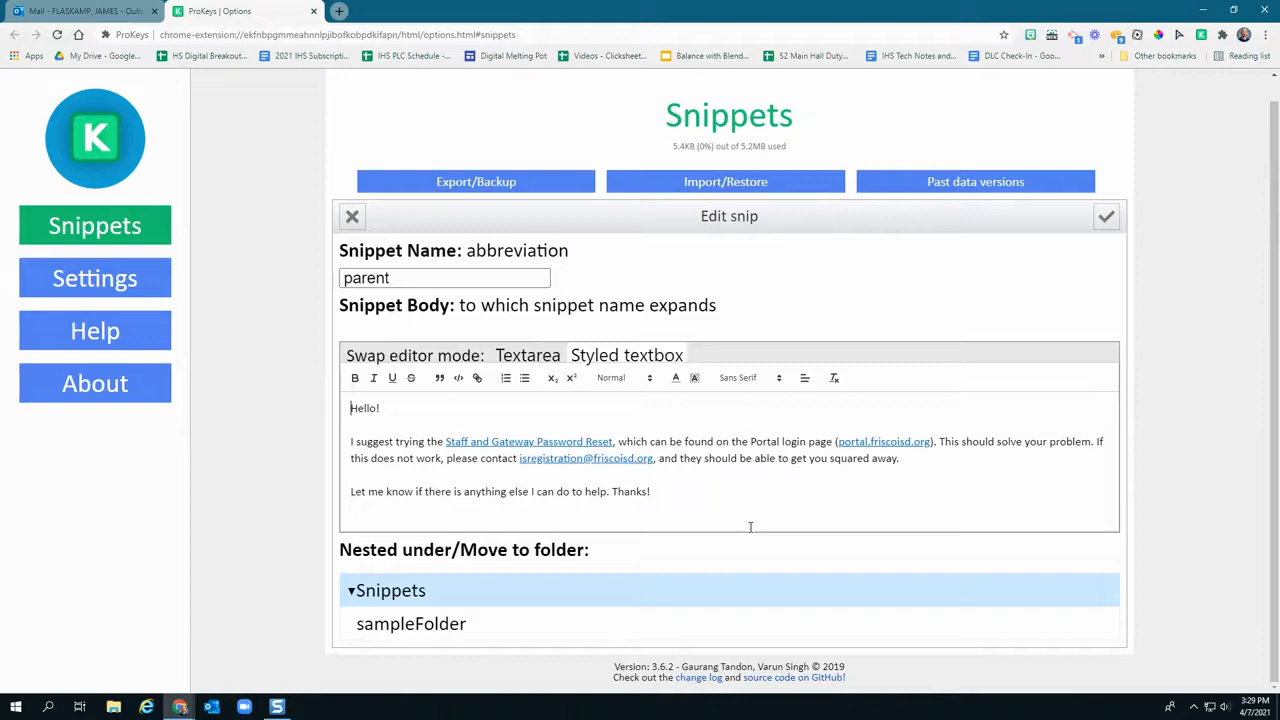 Mail - FLASKAMP, JAMES - Outlo
ProKeys | Options
ProKeys | chrome-extension://ekfnbpgmmeahnnlpjibofkobpdkifapn/html/options.html#snippets
Apps
My Drive - Google...
HS Digital Breakout...
2021 IHS Subscripti...
IHS PLC Schedule -...
Digital Melting Pot
Videos - Clicksheet...
Balance with Blend...
S2 Main Hall Duty...
IHS Tech Notes and...
DLC Check-In - Goo...
»
Other bookmarks
Reading list
K
Snippets
Settings
Help
About
Snippets
5.4KB (0%) out of 5.2MB used
Export/Backup
Import/Restore
Past data versions
Edit snip
Snippet Name: abbreviation
parent
Snippet Body: to which snippet name expands
Swap editor mode: Textarea Styled textbox
B I U S Normal A Sans Serif
Hello!
I suggest trying the Staff and Gateway Password Reset, which can be found on the Portal login page (portal.friscoisd.org). This should solve your problem. If
this does not work, please contact isregistration@friscoisd.org, and they should be able to get you squared away.
Let me know if there is anything else I can do to help. Thanks!
Nested under/Move to folder:
▾Snippets
sampleFolder
Version: 3.6.2 - Gaurang Tandon, Varun Singh © 2019
Check out the change log and source code on GitHub!
3:29 PM
4/7/2021